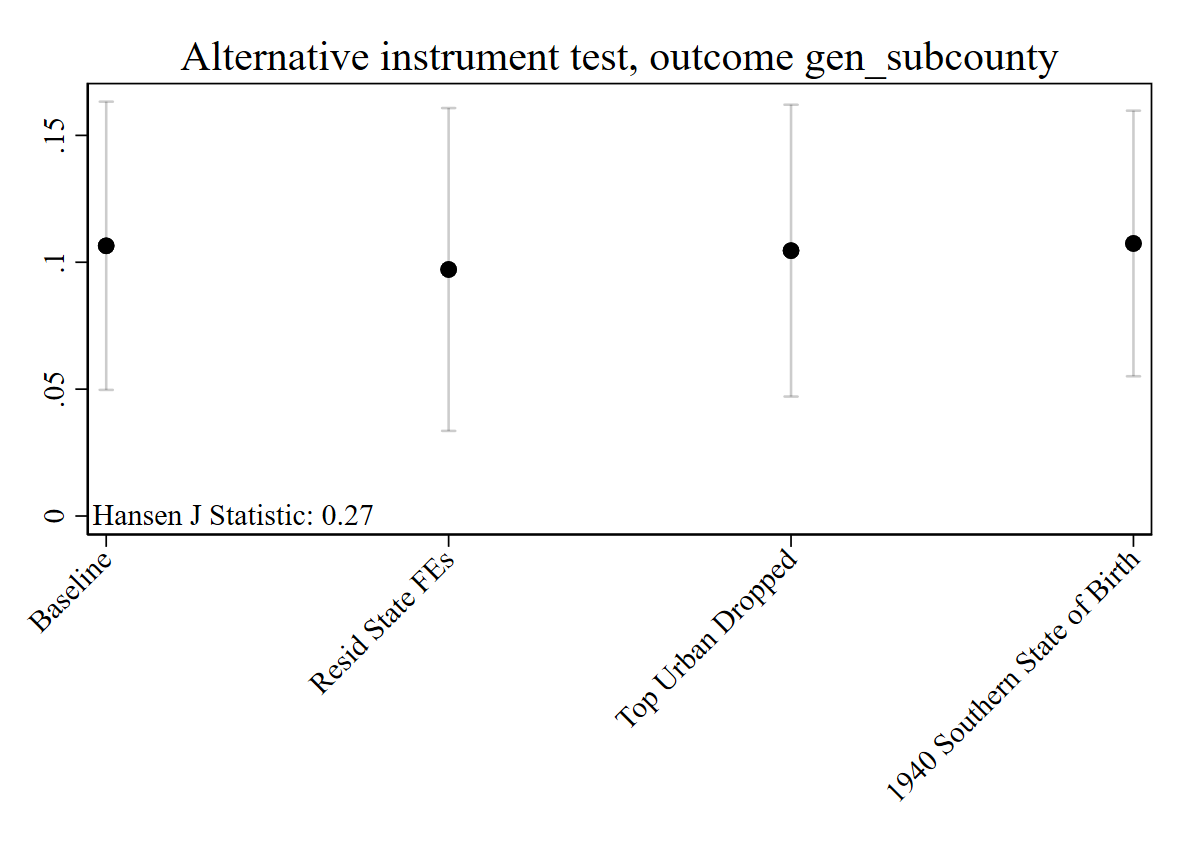 Alternative instrument test, outcome gen_subcounty
.15
.1
.05
0
Hansen J Statistic: 0.27
Baseline
Resid State FEs
Top Urban Dropped
1940 Southern State of Birth